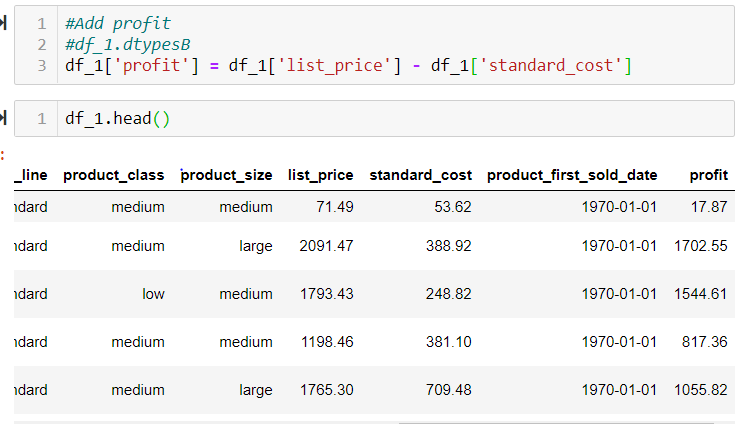 1 #Add profit
2 #df_1.dtypesB
3 df_1['profit'] = df_1['list_price'] - df_1['standard_cost']
1 df_1.head()
:
_line product_class product_size list_price standard_cost product_first_sold_date profit
ndard medium medium 71.49 53.62 1970-01-01 17.87
ndard medium large 2091.47 388.92 1970-01-01 1702.55
ndard low medium 1793.43 248.82 1970-01-01 1544.61
ndard medium medium 1198.46 381.10 1970-01-01 817.36
ndard medium large 1765.30 709.48 1970-01-01 1055.82